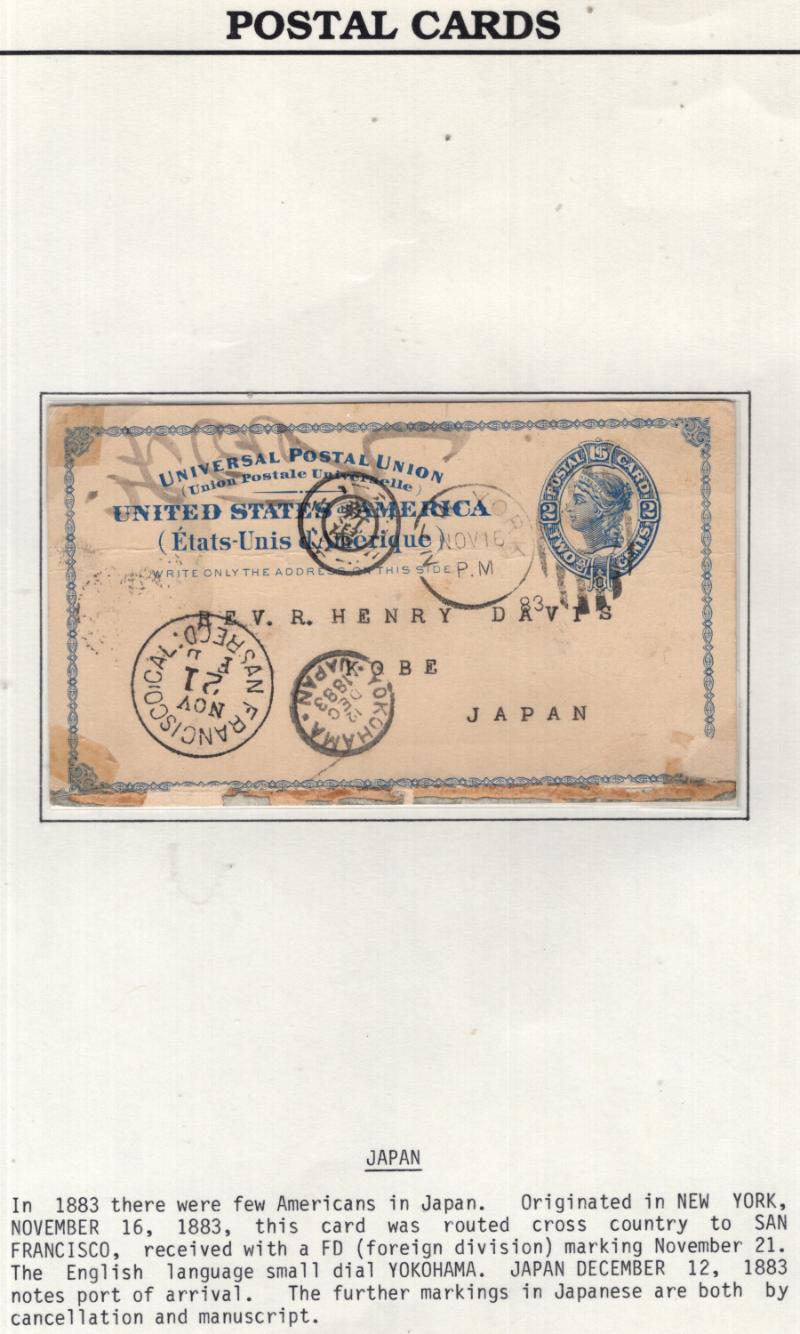 POSTAL CARDS
UNIVERSAL POSTAL UNION
(Union Postale Universelle)
UNITED STATES OF AMERICA
(États-Unis d'Amérique)
WRITE ONLY THE ADDRESS ON THIS SIDE
POSTAL CARD
2 TWO CENTS 2
YORK
NOV 16
P.M
83
REV. R. HENRY DAVIS
KOBE
JAPAN
SAN FRANCISCO, CAL. REC'D.
NOV
21
YOKOHAMA
JAPAN
JAPAN
In 1883 there were few Americans in Japan. Originated in NEW YORK,
NOVEMBER 16, 1883, this card was routed cross country to SAN
FRANCISCO, received with a FD (foreign division) marking November 21.
The English language small dial YOKOHAMA. JAPAN DECEMBER 12, 1883
notes port of arrival. The further markings in Japanese are both by
cancellation and manuscript.